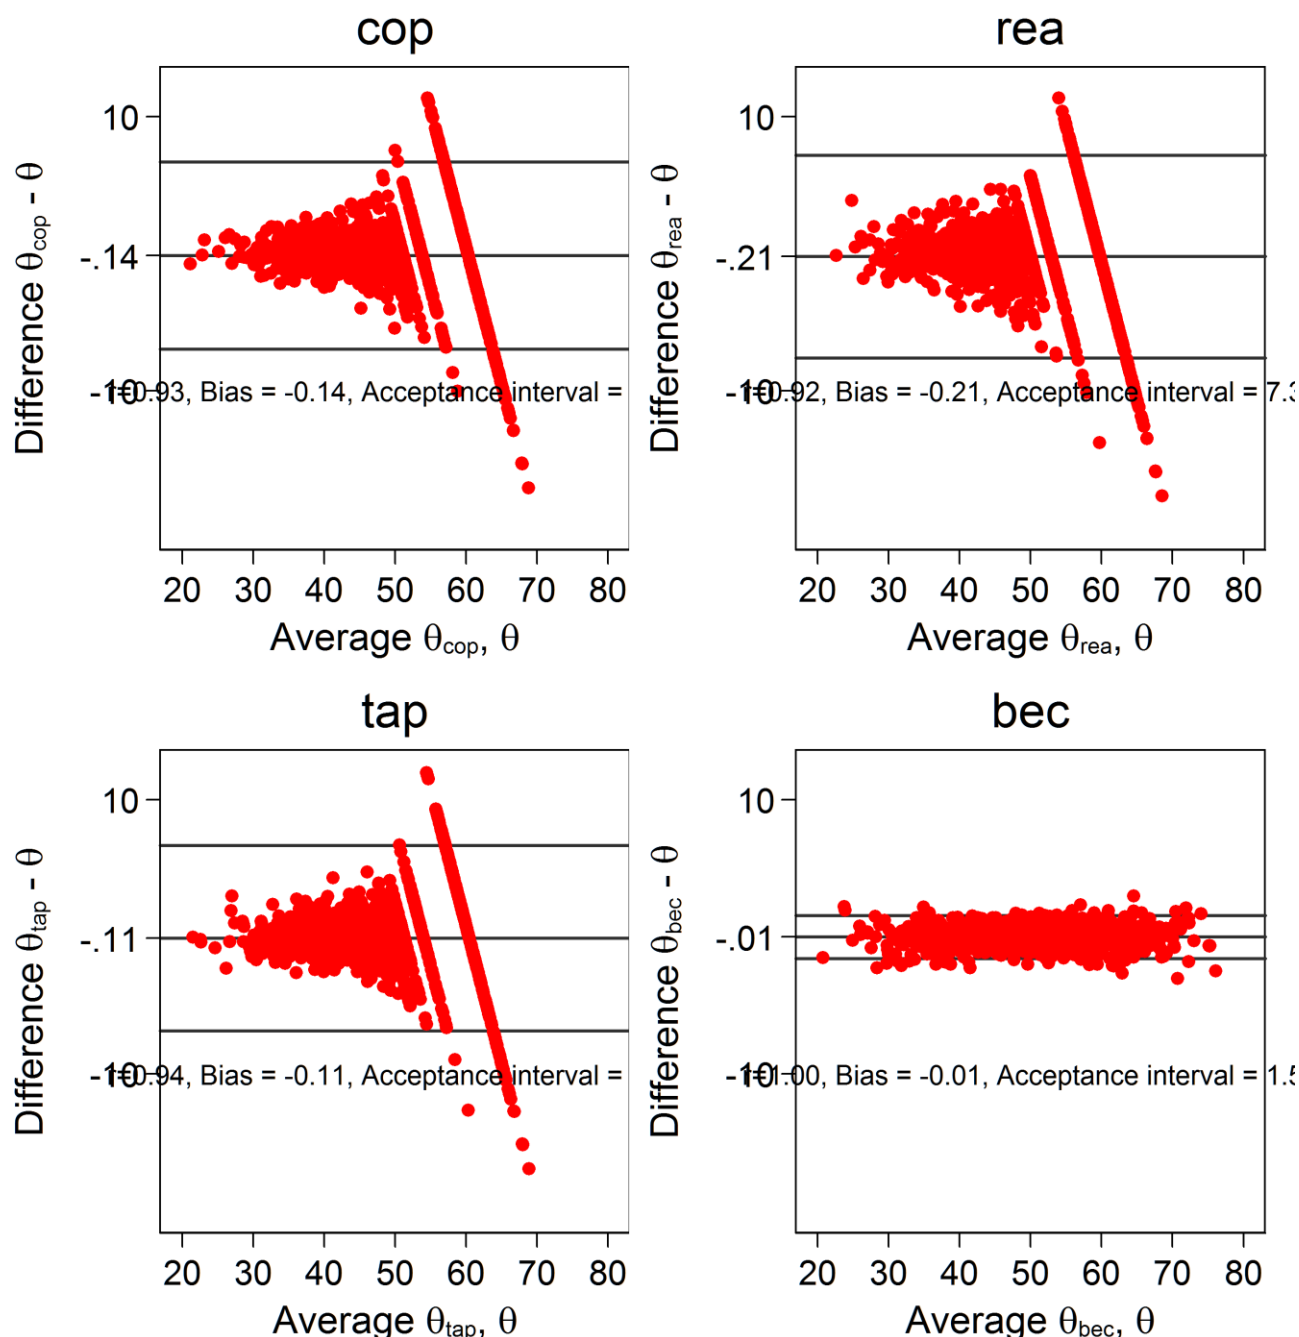 cop
10
-.14
-10
r=0.93, Bias = -0.14, Acceptance interval =
20 30 40 50 60 70 80
Average θcop, θ
Difference θcop - θ
rea
10
-.21
-10
r=0.92, Bias = -0.21, Acceptance interval = 7.3
20 30 40 50 60 70 80
Average θrea, θ
Difference θrea - θ
tap
10
-.11
-10
r=0.94, Bias = -0.11, Acceptance interval =
20 30 40 50 60 70 80
Average θtap, θ
Difference θtap - θ
bec
10
-.01
-10
r=1.00, Bias = -0.01, Acceptance interval = 1.5
20 30 40 50 60 70 80
Average θbec, θ
Difference θbec - θ